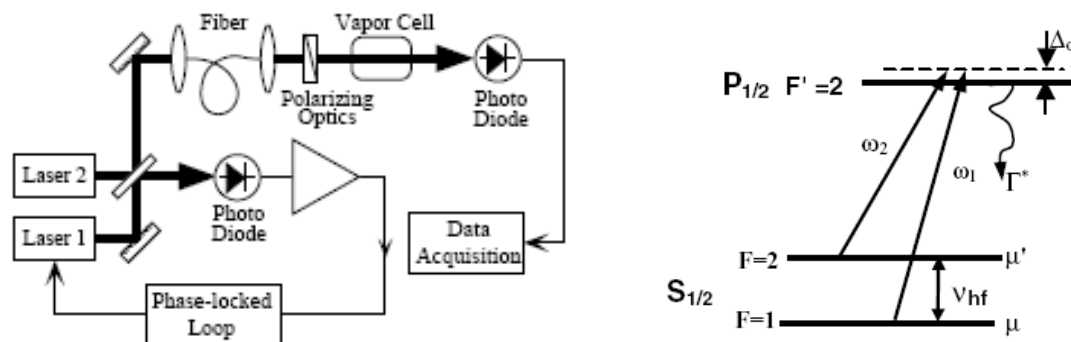 Fiber
Vapor Cell
Polarizing
Optics
Photo
Diode
Laser 2
Laser 1
Photo
Diode
Data
Acquisition
Phase-locked
Loop
P1/2 F' =2
ω2
ω1
Γ*
F=2
μ'
S1/2
νhf
F=1
μ